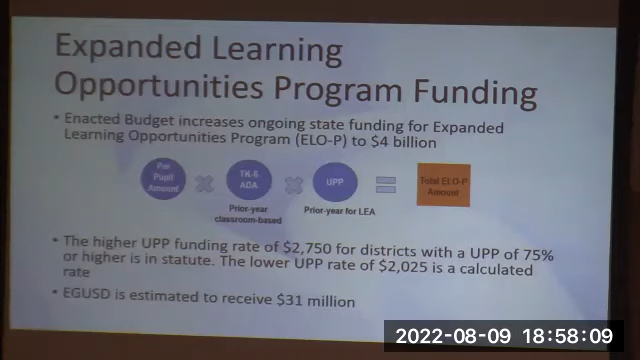 Expanded Learning
Opportunities Program Funding
• Enacted Budget increases ongoing state funding for Expanded
Learning Opportunities Program (ELO-P) to $4 billion
Per
Pupil
Amount
TK-6
ADA
UPP
Total ELO-P
Amount
Prior-year
classroom-based
Prior-year for LEA
• The higher UPP funding rate of $2,750 for districts with a UPP of 75%
or higher is in statute. The lower UPP rate of $2,025 is a calculated
rate
• EGUSD is estimated to receive $31 million
2022-08-09 18:58:09